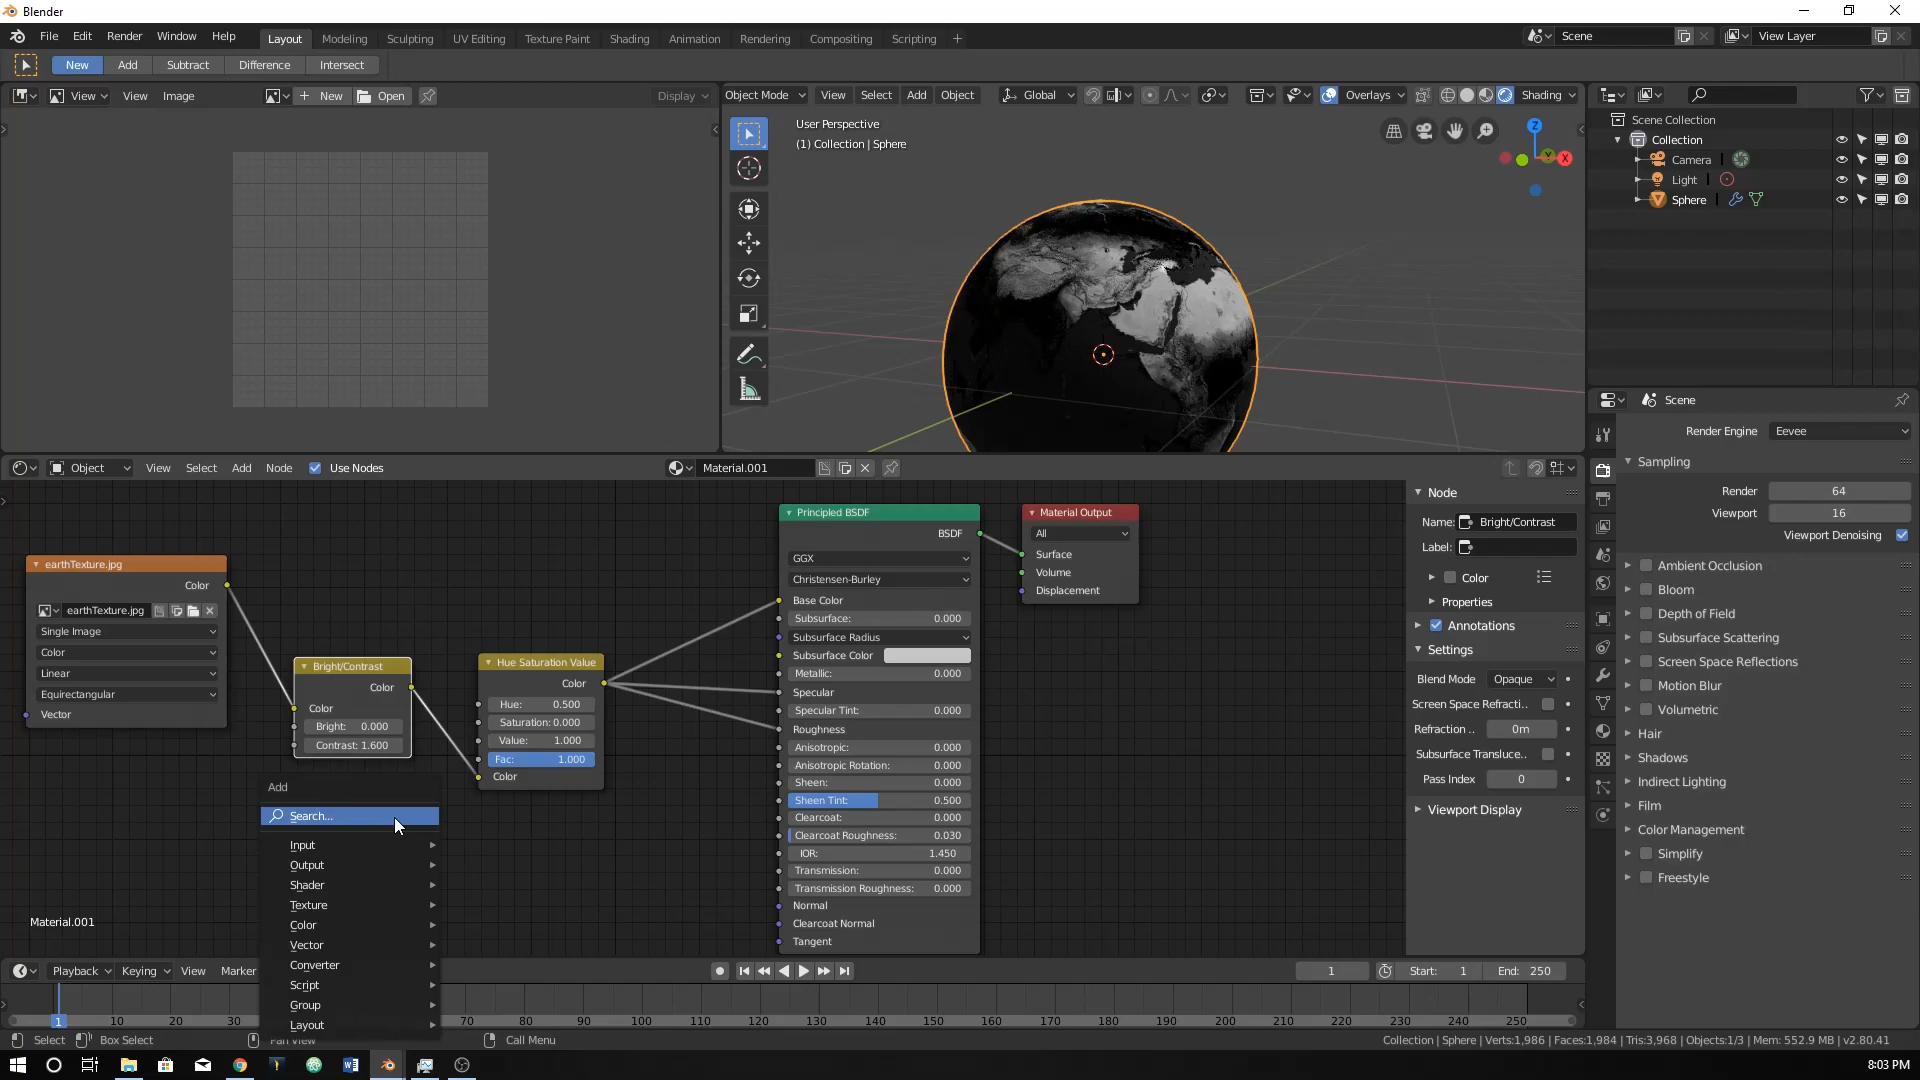 Blender
File Edit Render Window Help
Layout Modeling Sculpting UV Editing Texture Paint Shading Animation Rendering Compositing Scripting
Scene
View Layer
New Add Subtract Difference Intersect
View View Image New Open Display
Object Mode View Select Add Object Global Overlays Shading
User Perspective
(1) Collection | Sphere
Z
Y
X
Scene Collection
Collection
Camera
Light
Sphere
Scene
Render Engine Eevee
Sampling
Render 64
Viewport 16
Viewport Denoising
Ambient Occlusion
Bloom
Depth of Field
Subsurface Scattering
Screen Space Reflections
Motion Blur
Volumetric
Hair
Shadows
Indirect Lighting
Film
Color Management
Simplify
Freestyle
Object View Select Add Node Use Nodes Material.001
earthTexture.jpg
Color
earthTexture.jpg
Single Image
Color
Linear
Equirectangular
Vector
Bright/Contrast
Color
Color
Bright: 0.000
Contrast: 1.600
Hue Saturation Value
Color
Hue: 0.500
Saturation: 0.000
Value: 1.000
Fac: 1.000
Color
Principled BSDF
BSDF
GGX
Christensen-Burley
Base Color
Subsurface: 0.000
Subsurface Radius
Subsurface Color
Metallic: 0.000
Specular
Specular Tint: 0.000
Roughness
Anisotropic: 0.000
Anisotropic Rotation: 0.000
Sheen: 0.000
Sheen Tint: 0.500
Clearcoat: 0.000
Clearcoat Roughness: 0.030
IOR: 1.450
Transmission: 0.000
Transmission Roughness: 0.000
Normal
Clearcoat Normal
Tangent
Material Output
All
Surface
Volume
Displacement
Node
Name: Bright/Contrast
Label:
Color
Properties
Annotations
Settings
Blend Mode Opaque
Screen Space Refracti..
Refraction .. 0m
Subsurface Transluce..
Pass Index 0
Viewport Display
Add
Search...
Input
Output
Shader
Texture
Color
Vector
Converter
Script
Group
Layout
Material.001
Playback Keying View Marker 1 Start: 1 End: 250
1 10 20 30 70 80 90 100 110 120 130 140 150 160 170 180 190 200 210 220 230 240 250
Select Box Select Pan View Call Menu Collection | Sphere | Verts:1,986 | Faces:1,984 | Tris:3,968 | Objects:1/3 | Mem: 552.9 MB | v2.80.41
8:03 PM